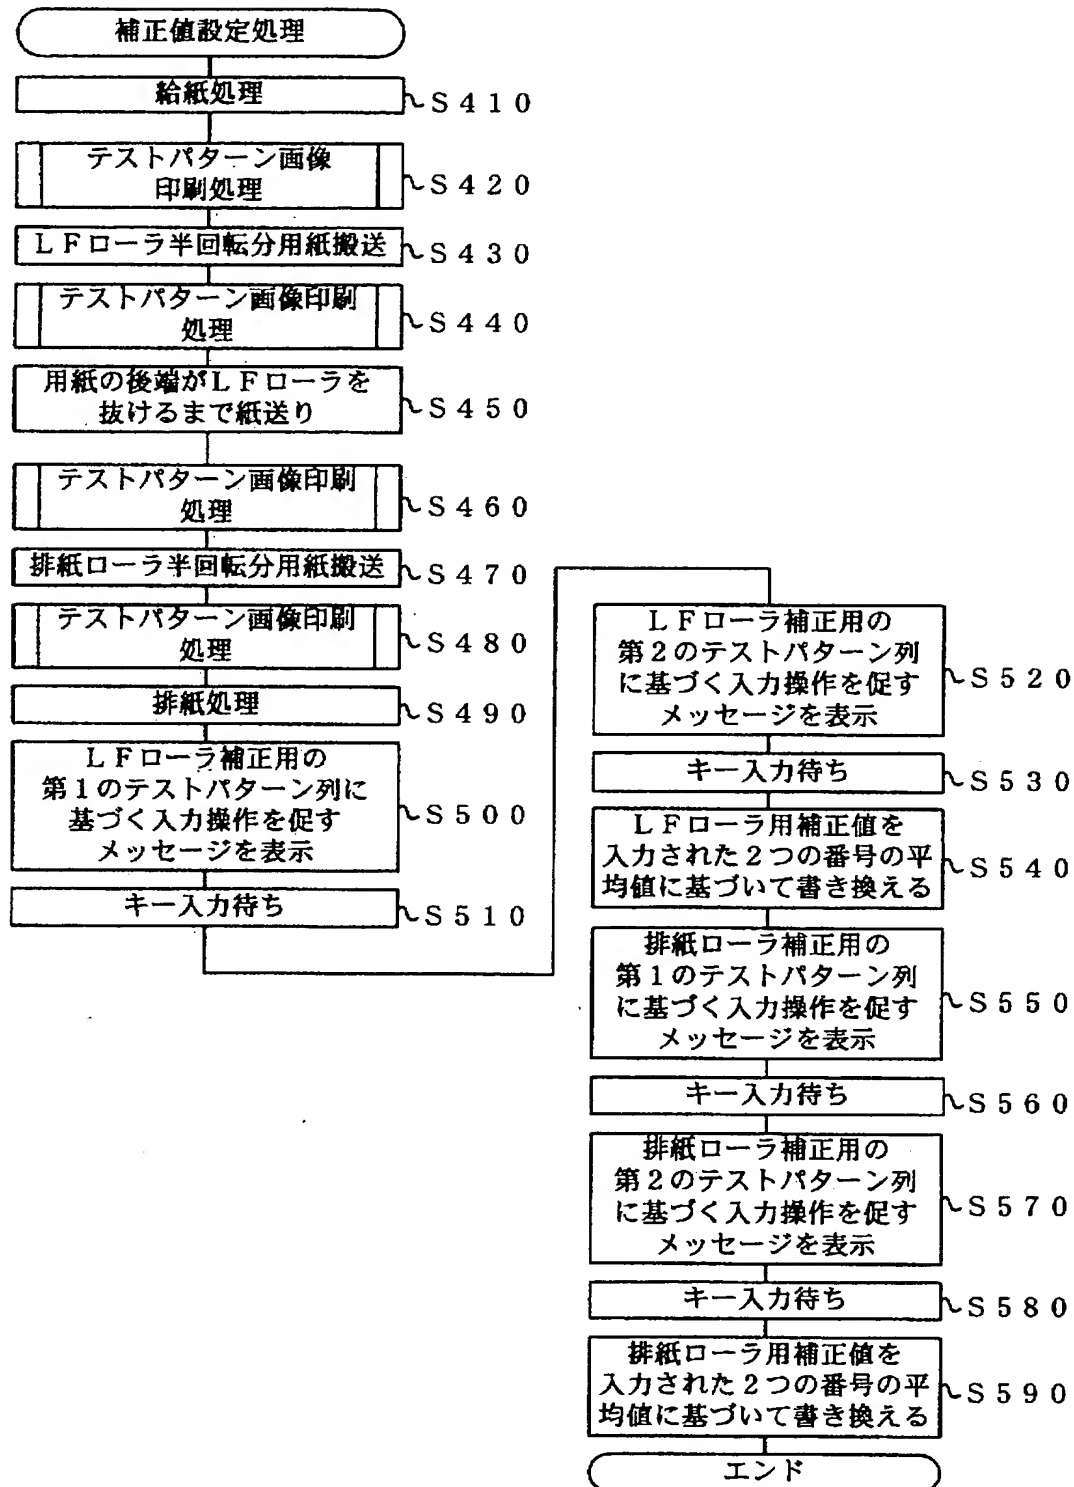 補正値設定処理
給紙処理
S410
テストパターン画像
印刷処理
S420
LFローラ半回転分用紙搬送
S430
テストパターン画像印刷
処理
S440
用紙の後端がLFローラを
抜けるまで紙送り
S450
テストパターン画像印刷
処理
S460
排紙ローラ半回転分用紙搬送
S470
テストパターン画像印刷
処理
S480
排紙処理
S490
LFローラ補正用の
第1のテストパターン列に
基づく入力操作を促す
メッセージを表示
S500
キー入力待ち
S510
LFローラ補正用の
第2のテストパターン列
に基づく入力操作を促す
メッセージを表示
S520
キー入力待ち
S530
LFローラ用補正値を
入力された2つの番号の平
均値に基づいて書き換える
S540
排紙ローラ補正用の
第1のテストパターン列
に基づく入力操作を促す
メッセージを表示
S550
キー入力待ち
S560
排紙ローラ補正用の
第2のテストパターン列
に基づく入力操作を促す
メッセージを表示
S570
キー入力待ち
S580
排紙ローラ用補正値を
入力された2つの番号の平
均値に基づいて書き換える
S590
エンド